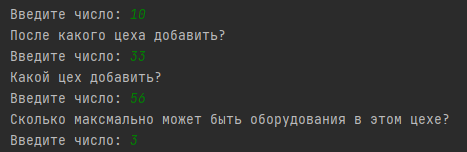 Введите число: 10
После какого цеха добавить?
Введите число: 33
Какой цех добавить?
Введите число: 56
Сколько максмально может быть оборудования в этом цехе?
Введите число: 3